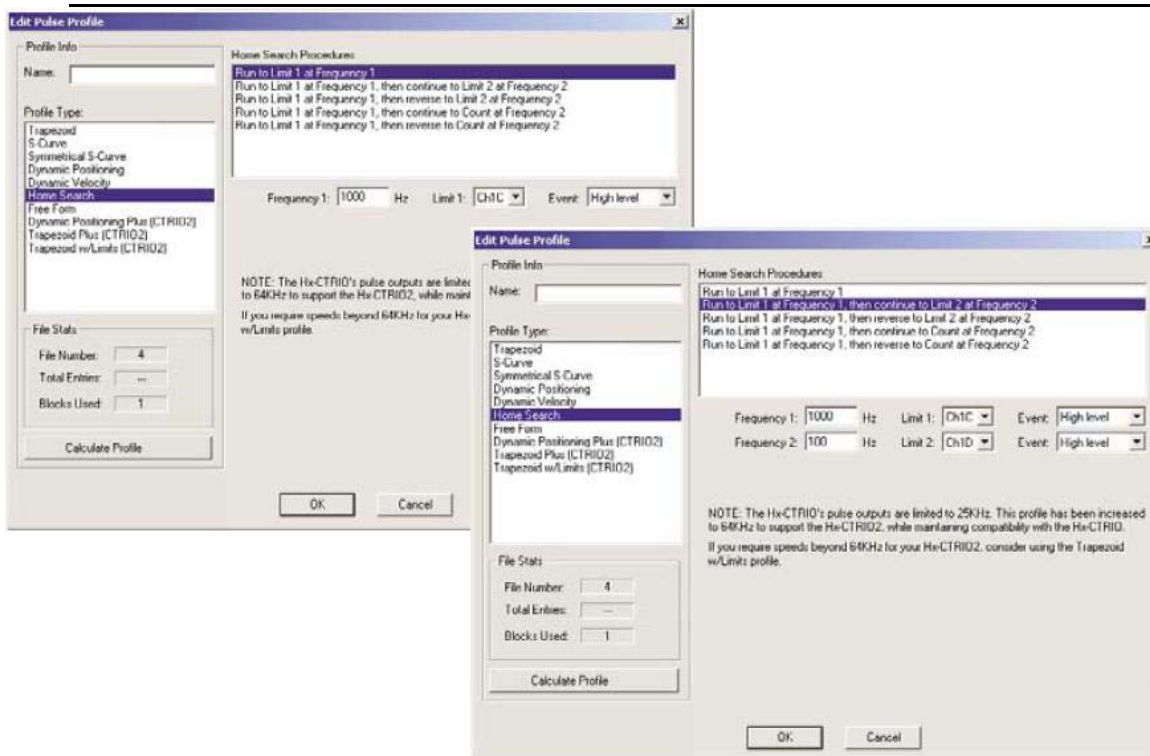 Edit Pulse Profile
Profile Info
Name:
Profile Type:
Trapezoid
S-Curve
Symmetrical S-Curve
Dynamic Positioning
Dynamic Velocity
Home Search
Free Form
Dynamic Positioning Plus (CTRIO2)
Trapezoid Plus (CTRIO2)
Trapezoid w/Limits (CTRIO2)
File Stats
File Number: 4
Total Entries: ---
Blocks Used: 1
Calculate Profile
Home Search Procedures
Run to Limit 1 at Frequency 1
Run to Limit 1 at Frequency 1, then continue to Limit 2 at Frequency 2
Run to Limit 1 at Frequency 1, then reverse to Limit 2 at Frequency 2
Run to Limit 1 at Frequency 1, then continue to Count at Frequency 2
Run to Limit 1 at Frequency 1, then reverse to Count at Frequency 2
Frequency 1: 1000 Hz Limit 1: Ch1C Event: High level
NOTE: The Hx-CTRIO's pulse outputs are limited
to 64KHz to support the Hx-CTRIO2, while maint
If you require speeds beyond 64KHz for your Hx-
w/Limits profile.
OK Cancel
Edit Pulse Profile
Profile Info
Name:
Profile Type:
Trapezoid
S-Curve
Symmetrical S-Curve
Dynamic Positioning
Dynamic Velocity
Home Search
Free Form
Dynamic Positioning Plus (CTRIO2)
Trapezoid Plus (CTRIO2)
Trapezoid w/Limits (CTRIO2)
File Stats
File Number: 4
Total Entries: ---
Blocks Used: 1
Calculate Profile
Home Search Procedures
Run to Limit 1 at Frequency 1
Run to Limit 1 at Frequency 1, then continue to Limit 2 at Frequency 2
Run to Limit 1 at Frequency 1, then reverse to Limit 2 at Frequency 2
Run to Limit 1 at Frequency 1, then continue to Count at Frequency 2
Run to Limit 1 at Frequency 1, then reverse to Count at Frequency 2
Frequency 1: 1000 Hz Limit 1: Ch1C Event: High level
Frequency 2: 100 Hz Limit 2: Ch1D Event: High level
NOTE: The Hx-CTRIO's pulse outputs are limited to 25KHz. This profile has been increased
to 64KHz to support the Hx-CTRIO2, while maintaining compatibility with the Hx-CTRIO.
If you require speeds beyond 64KHz for your Hx-CTRIO2, consider using the Trapezoid
w/Limits profile.
OK Cancel